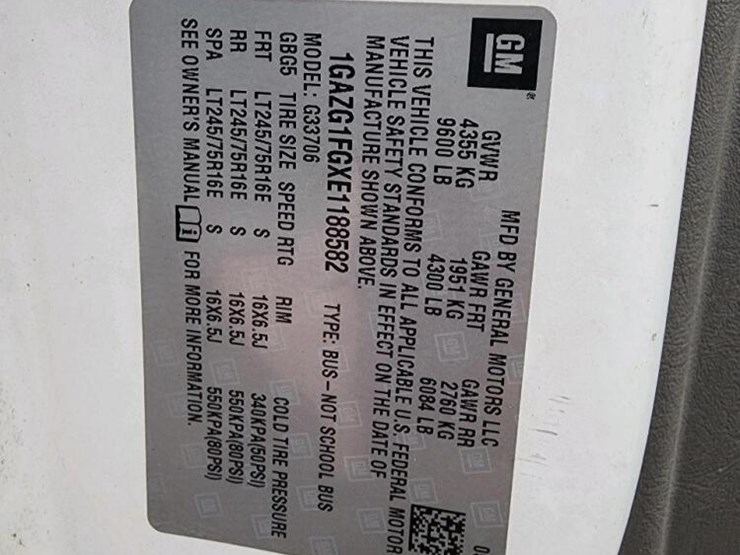 GM
MFD BY GENERAL MOTORS LLC
GVWR GAWR FRT GAWR RR
4355 KG 1951 KG 2760 KG
9600 LB 4300 LB 6084 LB
THIS VEHICLE CONFORMS TO ALL APPLICABLE U.S. FEDERAL MOTOR
VEHICLE SAFETY STANDARDS IN EFFECT ON THE DATE OF
MANUFACTURE SHOWN ABOVE.
1GAZG1FGXE1188582 TYPE: BUS – NOT SCHOOL BUS
MODEL: G33706
GBG5 TIRE SIZE SPEED RTG RIM COLD TIRE PRESSURE
FRT LT245/75R16E S 16X6.5J 340KPA(50PSI)
RR LT245/75R16E S 16X6.5J 550KPA(80PSI)
SPA LT245/75R16E S 16X6.5J 550KPA(80PSI)
SEE OWNER'S MANUAL FOR MORE INFORMATION.